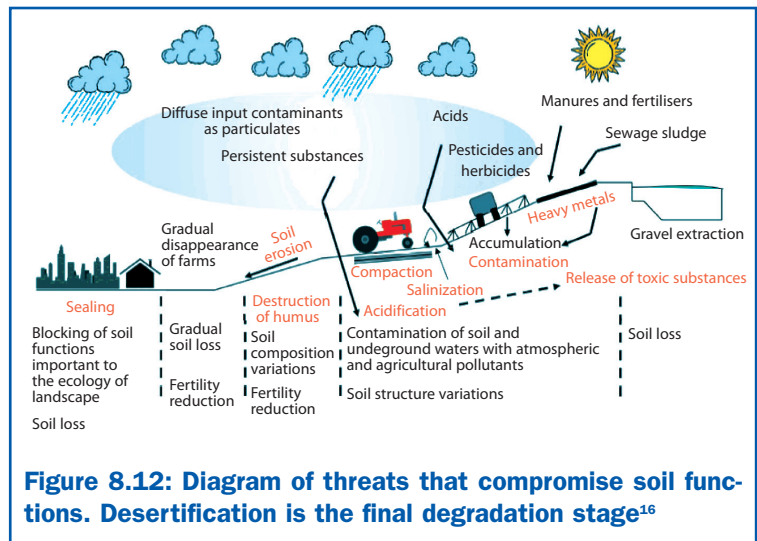 Diffuse input contaminants
as particulates
Persistent substances
Acids
Pesticides and
herbicides
Manures and fertilisers
Sewage sludge
Heavy metals
Gravel extraction
Gradual
disappearance
of farms
Soil
erosion
Accumulation
Contamination
Compaction
Salinization
Release of toxic substances
Sealing
Destruction
of humus
Acidification
Blocking of soil
functions
important to
the ecology of
landscape
Soil loss
Gradual
soil loss
Fertility
reduction
Soil
composition
variations
Fertility
reduction
Contamination of soil and
undeground waters with atmospheric
and agricultural pollutants
Soil structure variations
Soil loss
Figure 8.12: Diagram of threats that compromise soil func-
tions. Desertification is the final degradation stage16